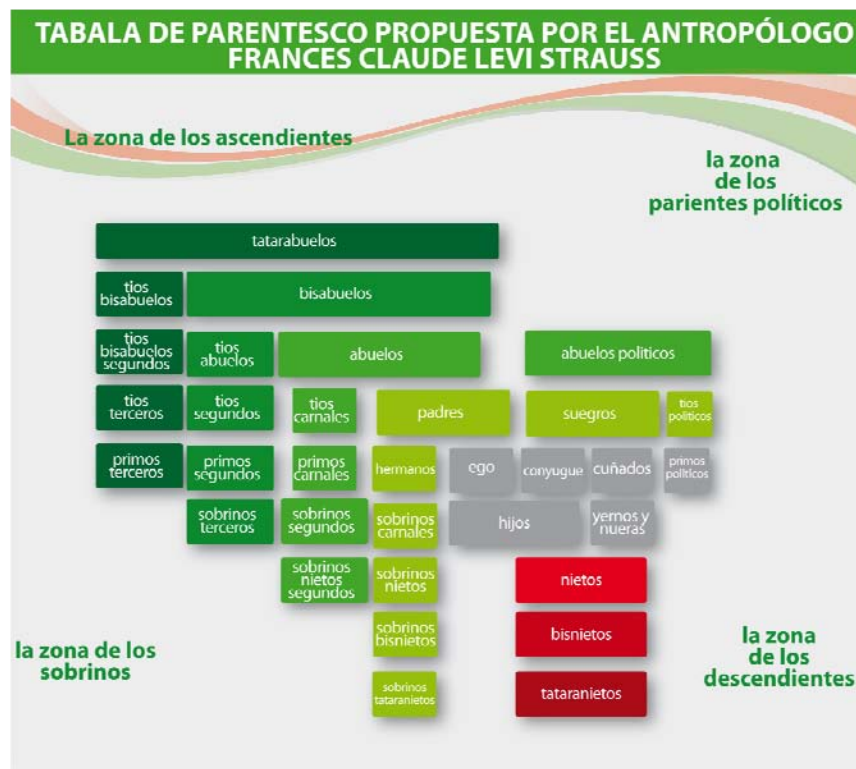 TABALA DE PARENTESCO PROPUESTA POR EL ANTROPÓLOGO
FRANCES CLAUDE LEVI STRAUSS
La zona de los ascendientes
la zona
de los
parientes políticos
tatarabuelos
tios
bisabuelos
bisabuelos
tios
bisabuelos
segundos
tios
abuelos
abuelos
abuelos politicos
tios
terceros
tios
segundos
tios
carnales
padres
suegros
tios
politicos
primos
terceros
primos
segundos
primos
carnales
hermanos
ego
conyugue
cuñados
primos
politicos
sobrinos
terceros
sobrinos
segundos
sobrinos
carnales
hijos
yernos y
nueras
sobrinos
nietos
segundos
sobrinos
nietos
nietos
sobrinos
bisnietos
bisnietos
sobrinos
tataranietos
tataranietos
la zona de los
sobrinos
la zona
de los
descendientes